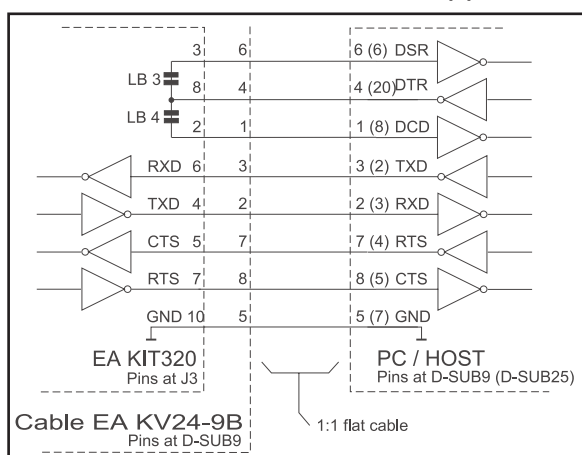 3 6 6 (6) DSR
LB 3
8 4 4 (20) DTR
LB 4
2 1 1 (8) DCD
RXD 6 3 3 (2) TXD
TXD 4 2 2 (3) RXD
CTS 5 7 7 (4) RTS
RTS 7 8 8 (5) CTS
GND 10 5 5 (7) GND
EA KIT320
Pins at J3
PC / HOST
Pins at D-SUB9 (D-SUB25)
Cable EA KV24-9B
Pins at D-SUB9
1:1 flat cable